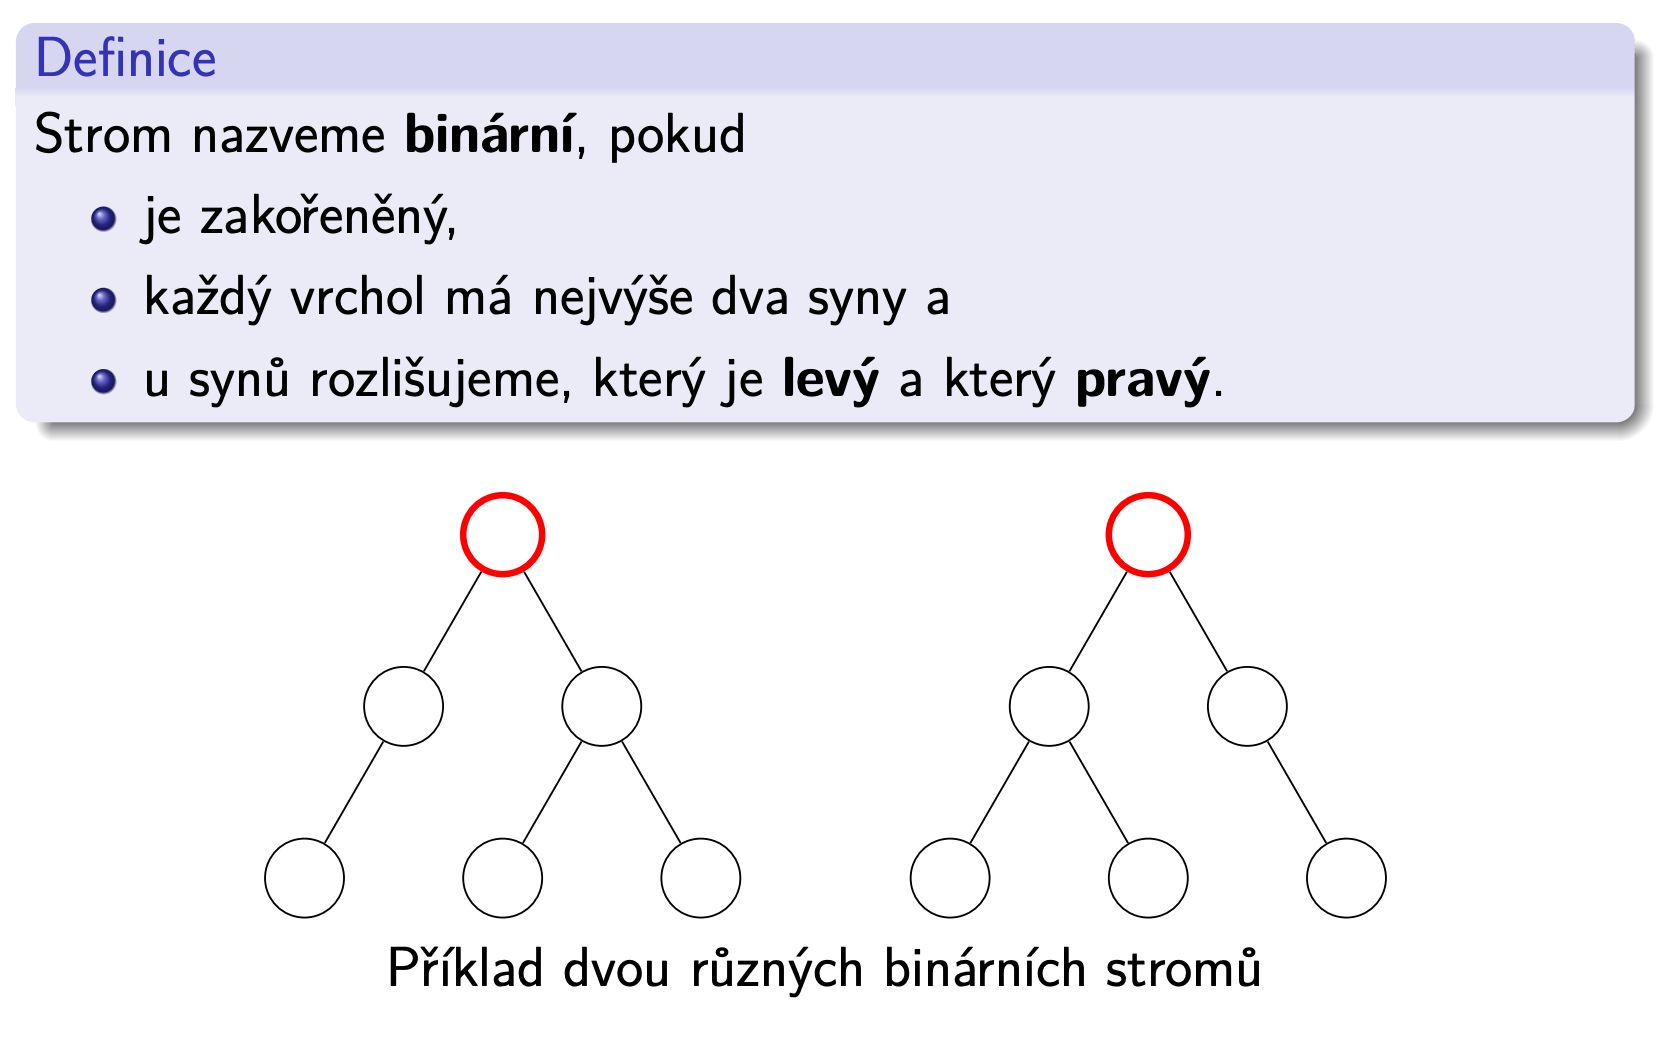 Definice
Strom nazveme binární, pokud
je zakořeněný,
každý vrchol má nejvýše dva syny a
u synů rozlišujeme, který je levý a který pravý.
Příklad dvou různých binárních stromů